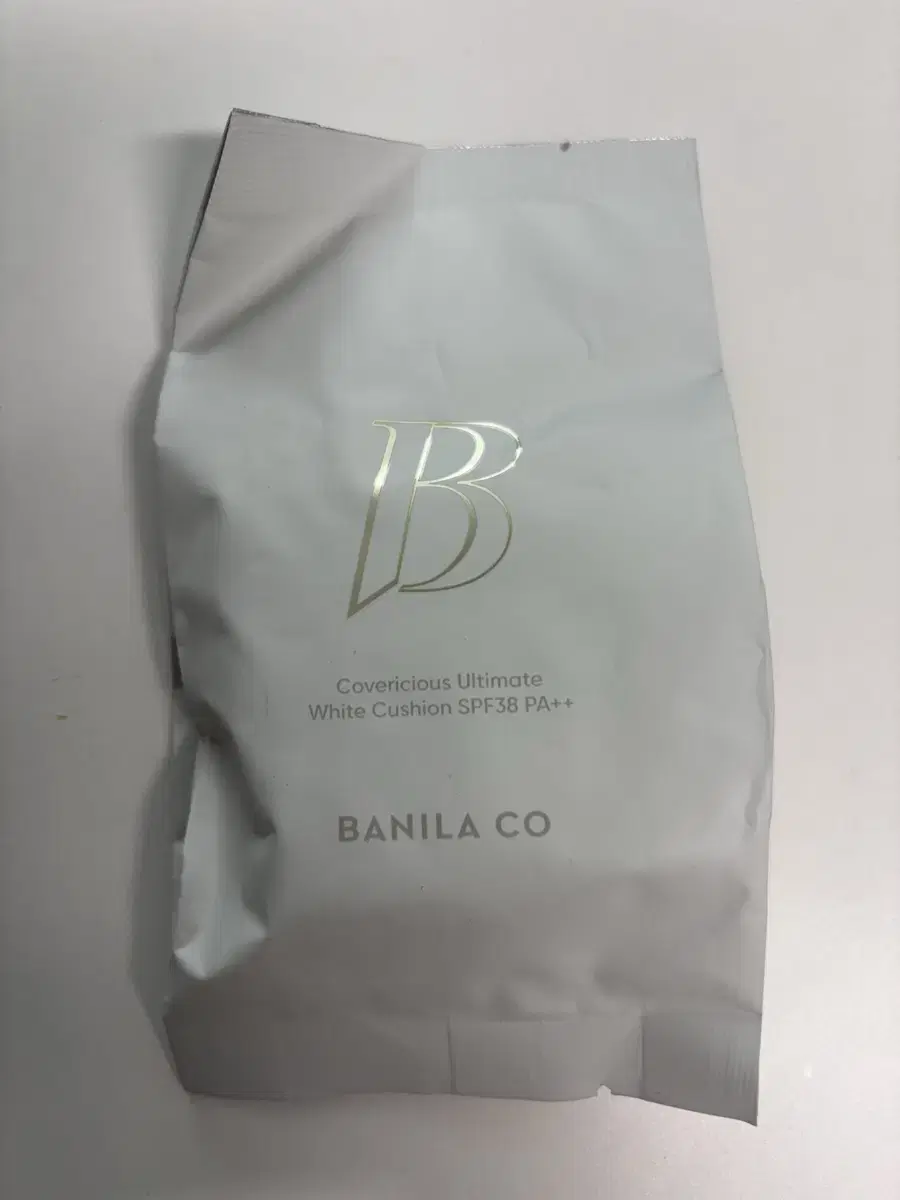 B
Covericious Ultimate
White Cushion SPF38 PA++
BANILA CO